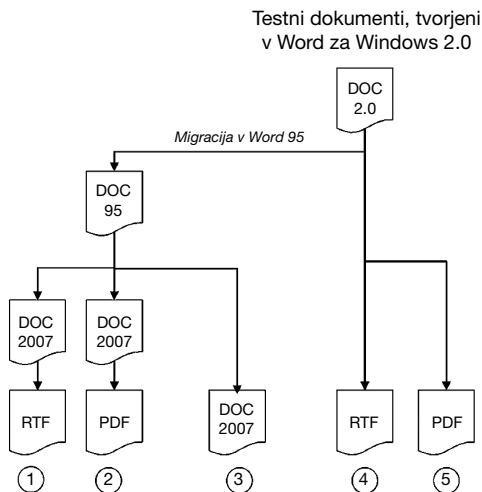 Testni dokumenti, tvorjeni
v Word za Windows 2.0
DOC
2.0
Migracija v Word 95
DOC
95
DOC
2007
DOC
2007
RTF
PDF
DOC
2007
RTF
PDF
1
2
3
4
5